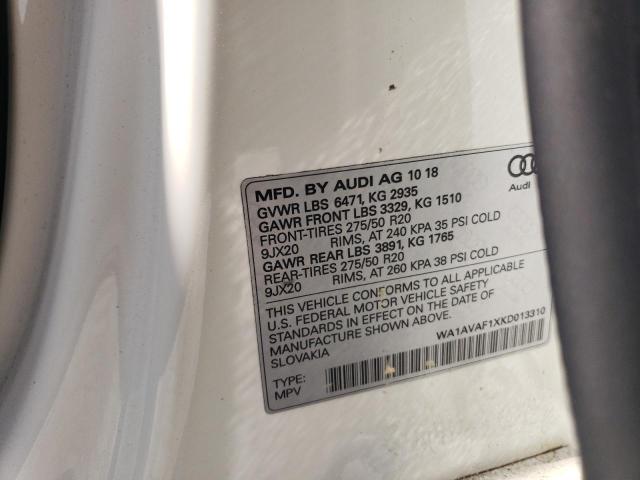 MFD. BY AUDI AG 10 18
GVWR LBS 6471, KG 2935
GAWR FRONT LBS 3329, KG 1510
FRONT-TIRES 275/50 R20
9JX20 RIMS, AT 240 KPA 35 PSI COLD
GAWR REAR LBS 3891, KG 1765
REAR-TIRES 275/50 R20
9JX20 RIMS, AT 260 KPA 38 PSI COLD
THIS VEHICLE CONFORMS TO ALL APPLICABLE
U.S. FEDERAL MOTOR VEHICLE SAFETY
STANDARDS IN EFFECT ON THE DATE OF
MANUFACTURE SHOWN ABOVE.
SLOVAKIA
WA1AVAF1XKD013310
TYPE:
MPV
Audi